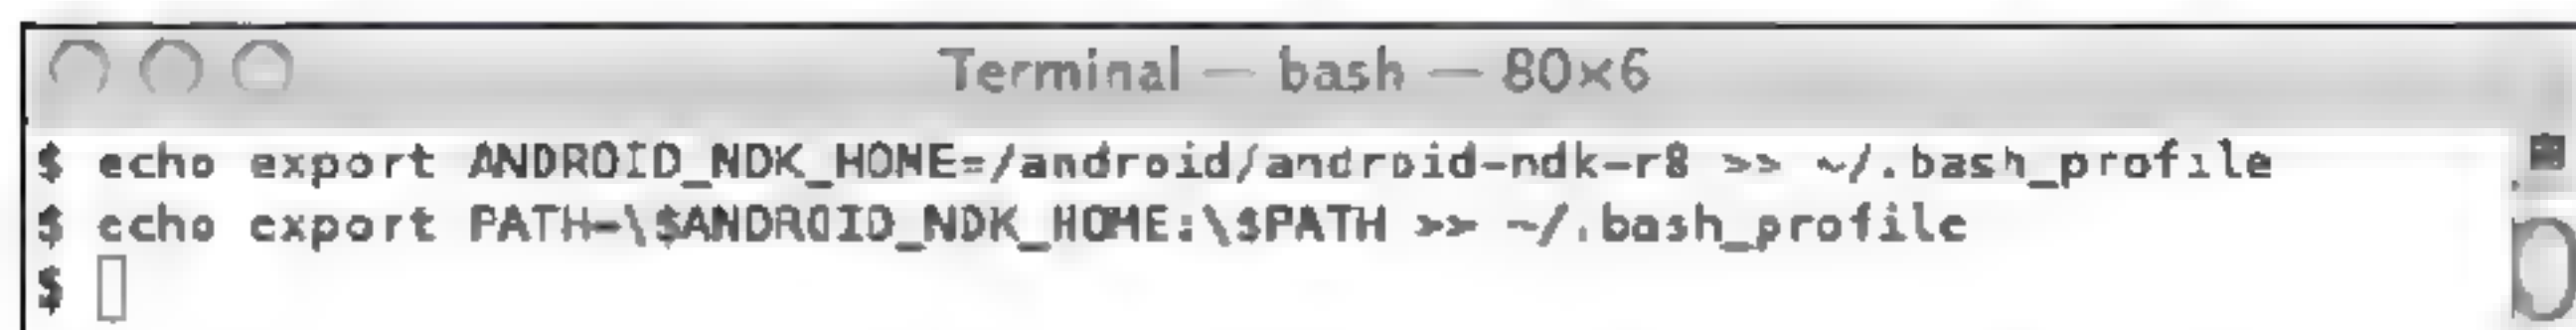 Terminal — bash — 80×6
$ echo export ANDROID_NDK_HOME=/android/android-ndk-r8 >> ~/.bash_profile
$ echo export PATH=\$ANDROID_NDK_HOME:\$PATH >> ~/.bash_profile
$